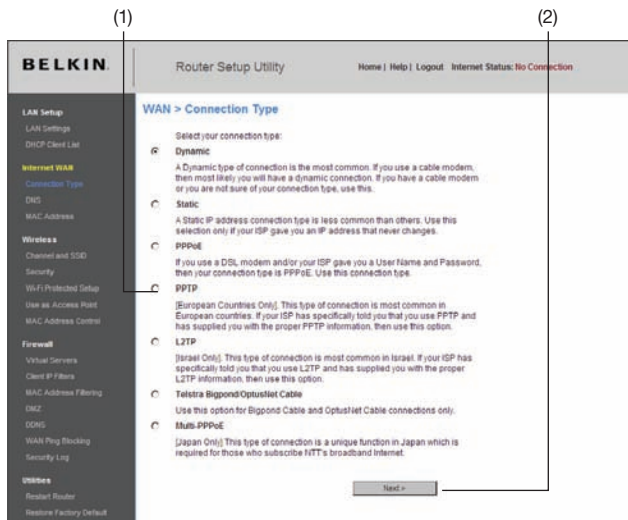 (1) (2)
BELKIN.
Router Setup Utility
Home | Help | Logout Internet Status: No Connection
LAN Setup
LAN Settings
DHCP Client List
Internet WAN
Connection Type
DNS
MAC Address
Wireless
Channel and SSID
Security
Wi-Fi Protected Setup
Use as Access Point
MAC Address Control
Firewall
Virtual Servers
Client IP Filters
MAC Address Filtering
DMZ
DDNS
WAN Ping Blocking
Security Log
Utilities
Restart Router
Restore Factory Default
WAN > Connection Type
Select your connection type:
Dynamic
A Dynamic type of connection is the most common. If you use a cable modem,
then most likely you will have a dynamic connection. If you have a cable modem
or you are not sure of your connection type, use this.
Static
A Static IP address connection type is less common than others. Use this
selection only if your ISP gave you an IP address that never changes.
PPPoE
If you use a DSL modem and/or your ISP gave you a User Name and Password,
then your connection type is PPPoE. Use this connection type.
PPTP
[European Countries Only]. This type of connection is most common in
European countries. If your ISP has specifically told you that you use PPTP and
has supplied you with the proper PPTP information, then use this option.
L2TP
[Israel Only]. This type of connection is most common in Israel. If your ISP has
specifically told you that you use L2TP and has supplied you with the proper
L2TP information, then use this option.
Telstra Bigpond/OptusNet Cable
Use this option for Bigpond Cable and OptusNet Cable connections only.
Multi-PPPoE
[Japan Only] This type of connection is a unique function in Japan which is
required for those who subscribe NTT's broadband Internet.
Next >